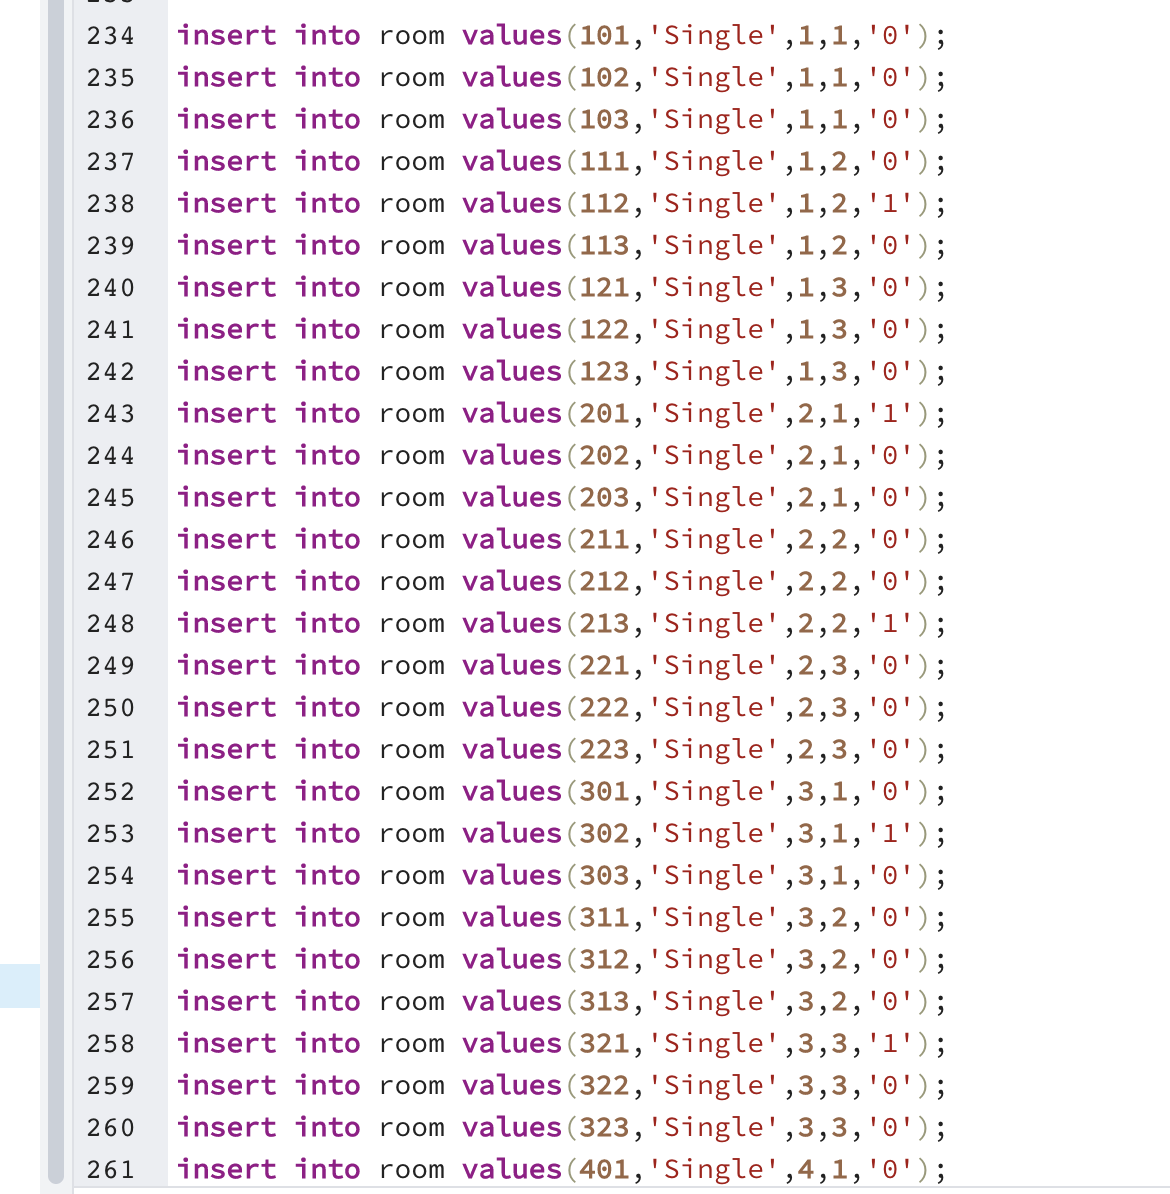 234 insert into room values(101,'Single',1,1,'0');
235 insert into room values(102,'Single',1,1,'0');
236 insert into room values(103,'Single',1,1,'0');
237 insert into room values(111,'Single',1,2,'0');
238 insert into room values(112,'Single',1,2,'1');
239 insert into room values(113,'Single',1,2,'0');
240 insert into room values(121,'Single',1,3,'0');
241 insert into room values(122,'Single',1,3,'0');
242 insert into room values(123,'Single',1,3,'0');
243 insert into room values(201,'Single',2,1,'1');
244 insert into room values(202,'Single',2,1,'0');
245 insert into room values(203,'Single',2,1,'0');
246 insert into room values(211,'Single',2,2,'0');
247 insert into room values(212,'Single',2,2,'0');
248 insert into room values(213,'Single',2,2,'1');
249 insert into room values(221,'Single',2,3,'0');
250 insert into room values(222,'Single',2,3,'0');
251 insert into room values(223,'Single',2,3,'0');
252 insert into room values(301,'Single',3,1,'0');
253 insert into room values(302,'Single',3,1,'1');
254 insert into room values(303,'Single',3,1,'0');
255 insert into room values(311,'Single',3,2,'0');
256 insert into room values(312,'Single',3,2,'0');
257 insert into room values(313,'Single',3,2,'0');
258 insert into room values(321,'Single',3,3,'1');
259 insert into room values(322,'Single',3,3,'0');
260 insert into room values(323,'Single',3,3,'0');
261 insert into room values(401,'Single',4,1,'0');